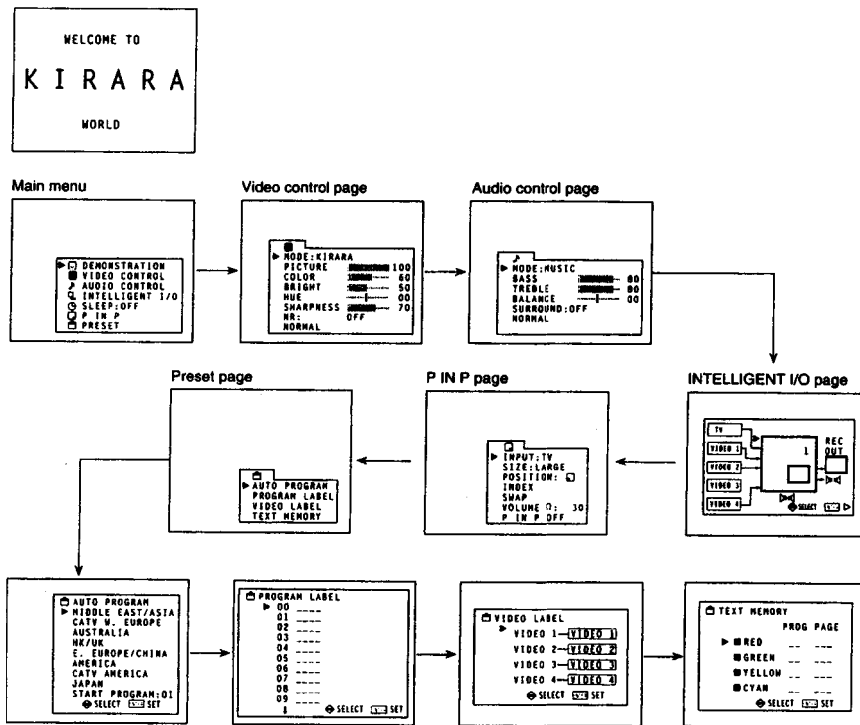 WELCOME TO
K I R A R A
WORLD
Main menu
DEMONSTRATION
VIDEO CONTROL
AUDIO CONTROL
INTELLIGENT I/O
SLEEP:OFF
P IN P
PRESET
Video control page
MODE:KIRARA
PICTURE 100
COLOR 60
BRIGHT 50
HUE 00
SHARPNESS 70
NR: OFF
NORMAL
Audio control page
MODE:MUSIC
BASS 80
TREBLE 80
BALANCE 00
SURROUND:OFF
NORMAL
Preset page
AUTO PROGRAM
PROGRAM LABEL
VIDEO LABEL
TEXT MEMORY
P IN P page
INPUT:TV
SIZE:LARGE
POSITION:
INDEX
SWAP
VOLUME Ω: 30
P IN P OFF
INTELLIGENT I/O page
TV
VIDEO 1
VIDEO 2
VIDEO 3
VIDEO 4
1
REC
OUT
SELECT
AUTO PROGRAM
MIDDLE EAST/ASIA
CATV W. EUROPE
AUSTRALIA
HK/UK
E. EUROPE/CHINA
AMERICA
CATV AMERICA
JAPAN
START PROGRAM:01
SELECT SET
PROGRAM LABEL
00 ----
01 ----
02 ----
03 ----
04 ----
05 ----
06 ----
07 ----
08 ----
09 ----
SELECT SET
VIDEO LABEL
VIDEO 1—VIDEO 1
VIDEO 2—VIDEO 2
VIDEO 3—VIDEO 3
VIDEO 4—VIDEO 4
SELECT SET
TEXT MEMORY
PROG PAGE
RED -- ---
GREEN -- ---
YELLOW -- ---
CYAN -- ---
SELECT SET